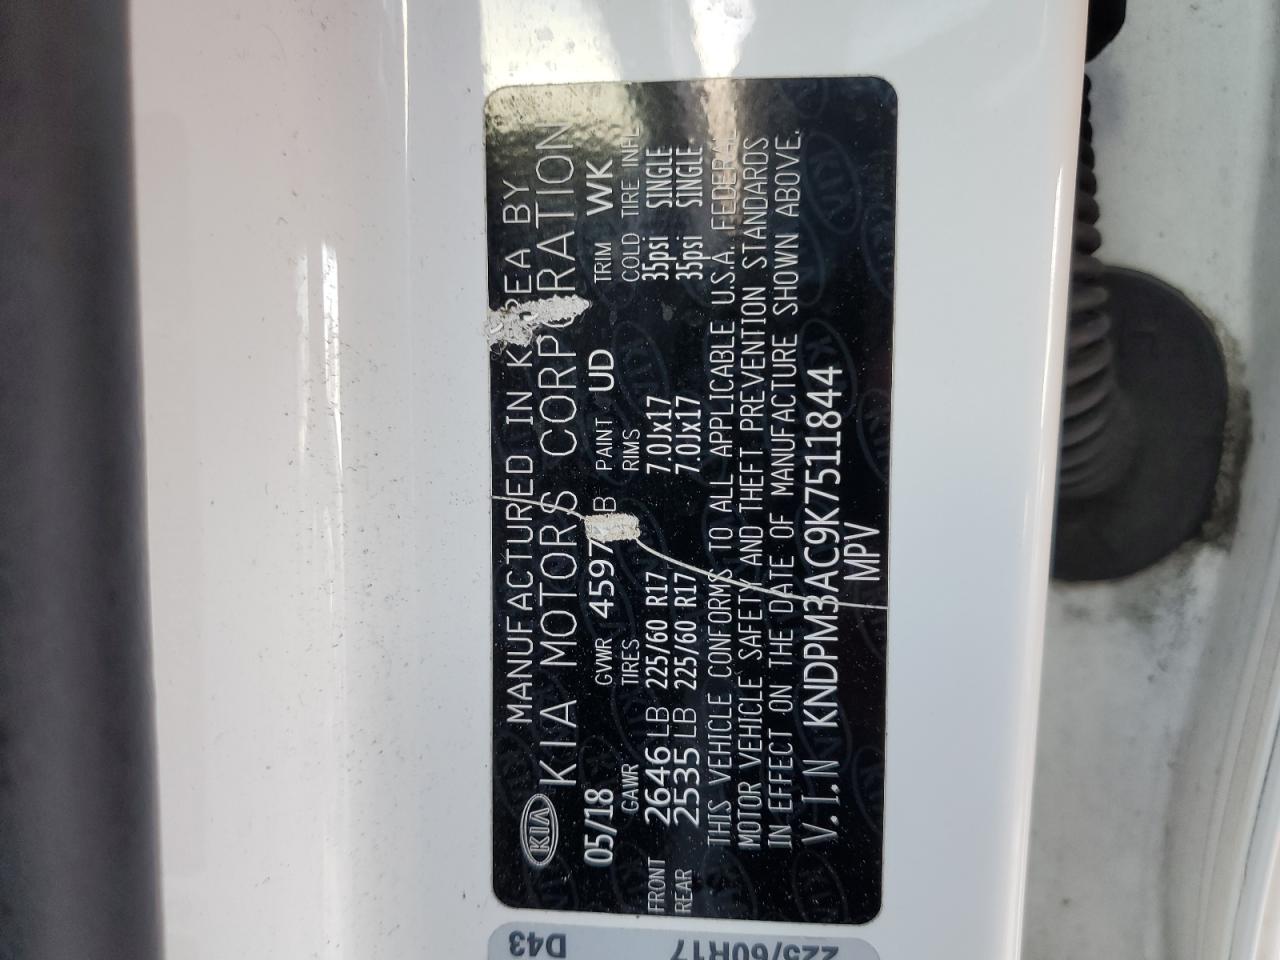 MANUFACTURED IN KOREA BY
KIA KIA MOTORS CORPORATION
05/18 GVWR 4597 LB PAINT UD TRIM WK
GAWR TIRES RIMS COLD TIRE INFL
FRONT 2646 LB 225/60 R17 7.0Jx17 35psi SINGLE
REAR 2535 LB 225/60 R17 7.0Jx17 35psi SINGLE
THIS VEHICLE CONFORMS TO ALL APPLICABLE U.S.A. FEDERAL
MOTOR VEHICLE SAFETY AND THEFT PREVENTION STANDARDS
IN EFFECT ON THE DATE OF MANUFACTURE SHOWN ABOVE.
V.I.N KNDPM3AC9K7511844
MPV
D43
225/60R17